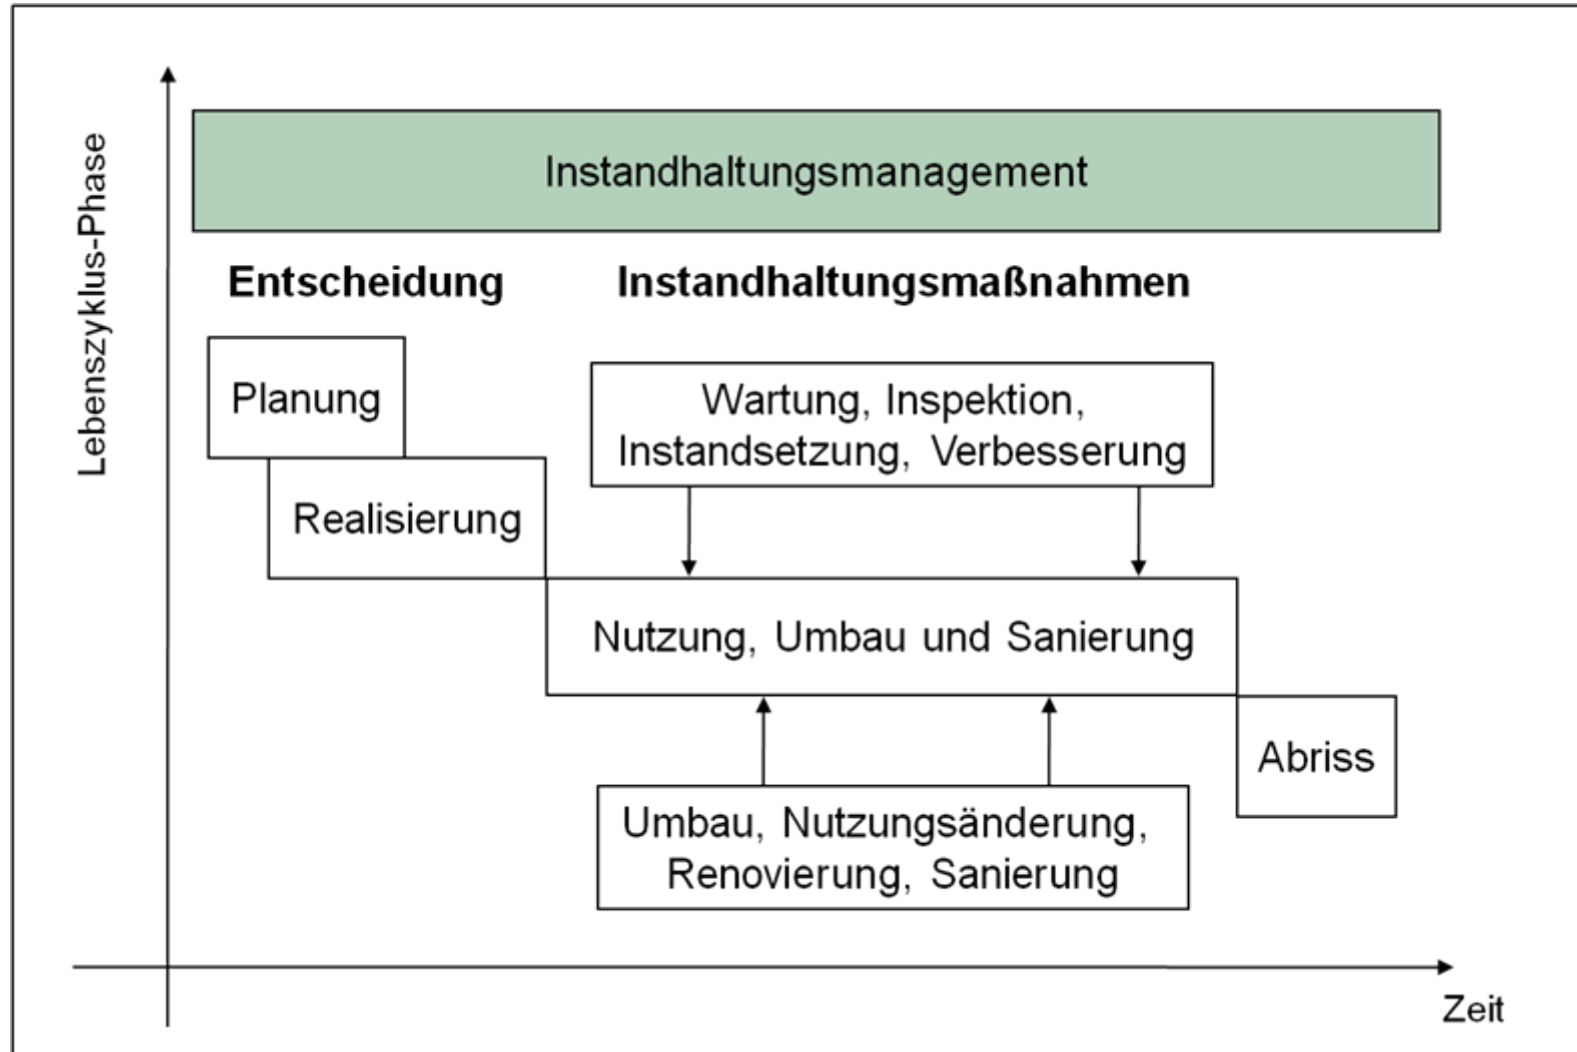 Lebenszyklus-Phase
Instandhaltungsmanagement
Entscheidung
Instandhaltungsmaßnahmen
Planung
Wartung, Inspektion,
Instandsetzung, Verbesserung
Realisierung
Nutzung, Umbau und Sanierung
Abriss
Umbau, Nutzungsänderung,
Renovierung, Sanierung
Zeit